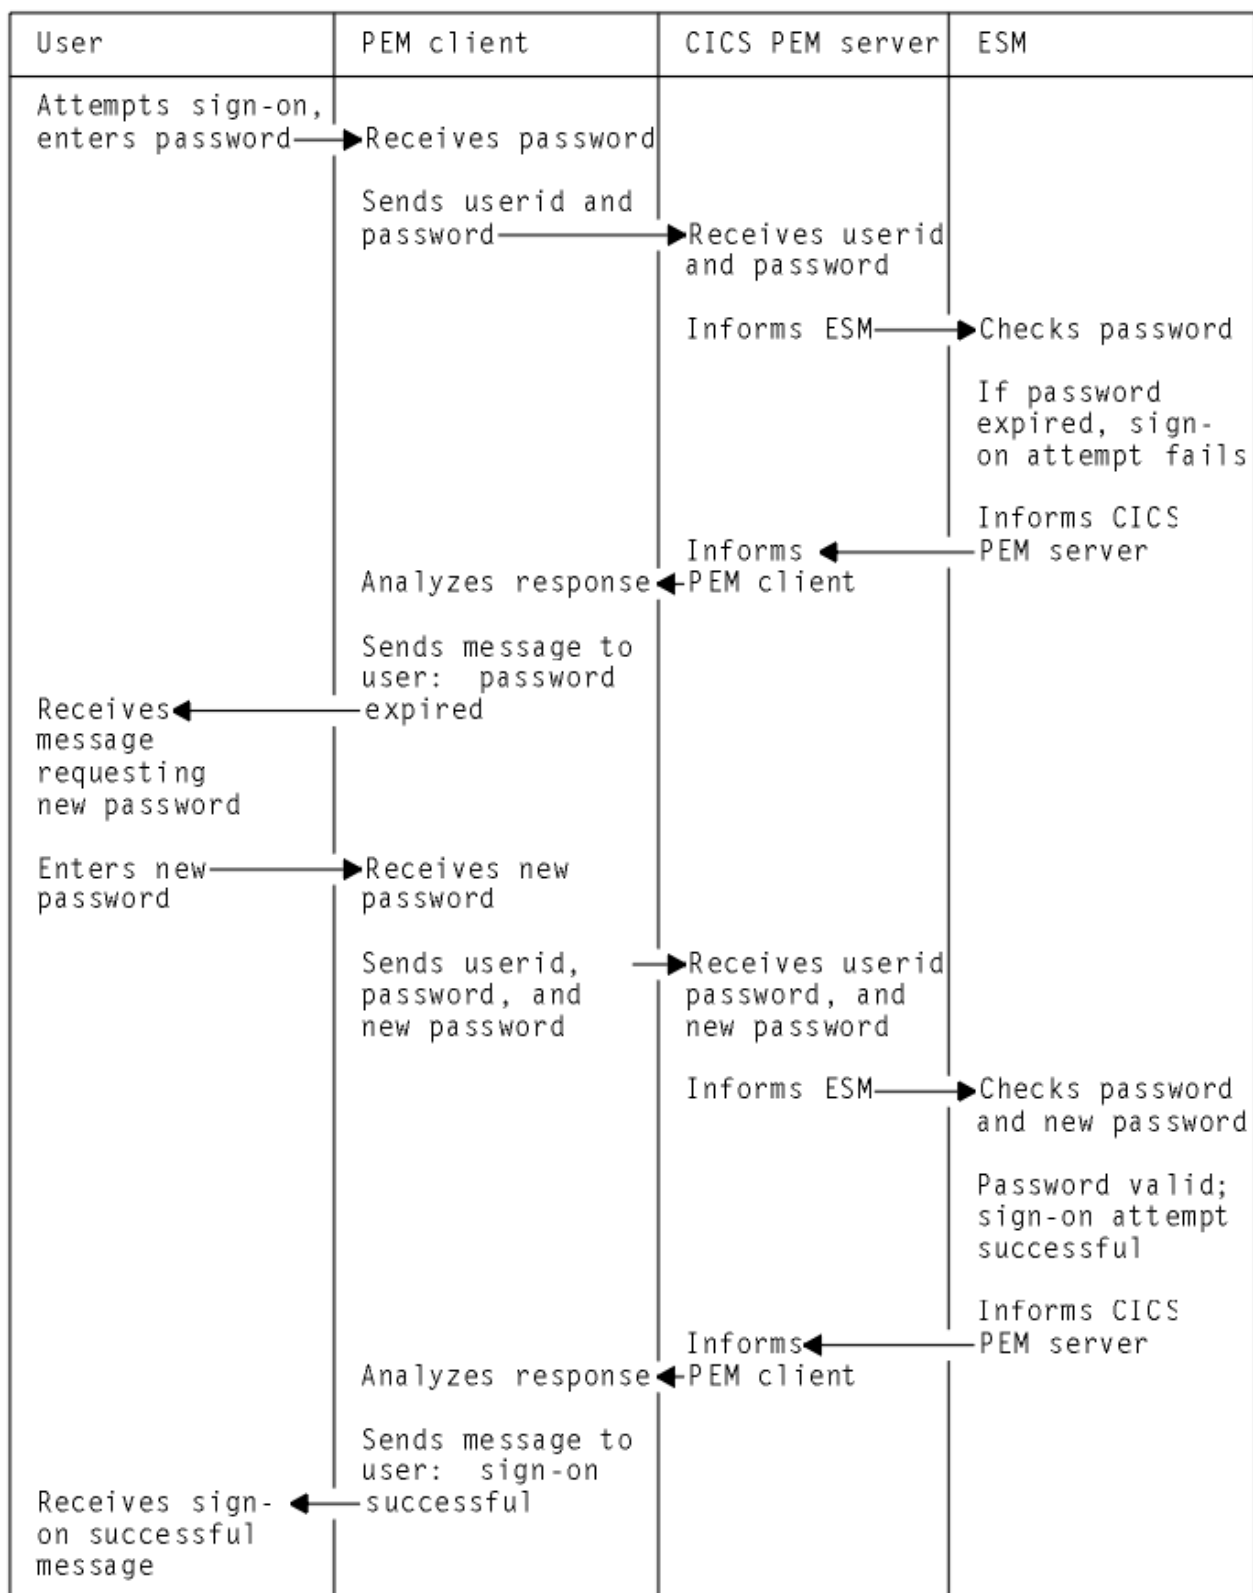 User PEM client CICS PEM server ESM
Attempts sign-on,
enters password Receives password
Sends userid and
password Receives userid
and password
Informs ESM Checks password
If password
expired, sign-
on attempt fails
Informs CICS
Informs PEM server
Analyzes response PEM client
Sends message to
user: password
Receives expired
message
requesting
new password
Enters new Receives new
password password
Sends userid, Receives userid
password, and password, and
new password new password
Informs ESM Checks password
and new password
Password valid;
sign-on attempt
successful
Informs CICS
Informs PEM server
Analyzes response PEM client
Sends message to
user: sign-on
Receives sign- successful
on successful
message